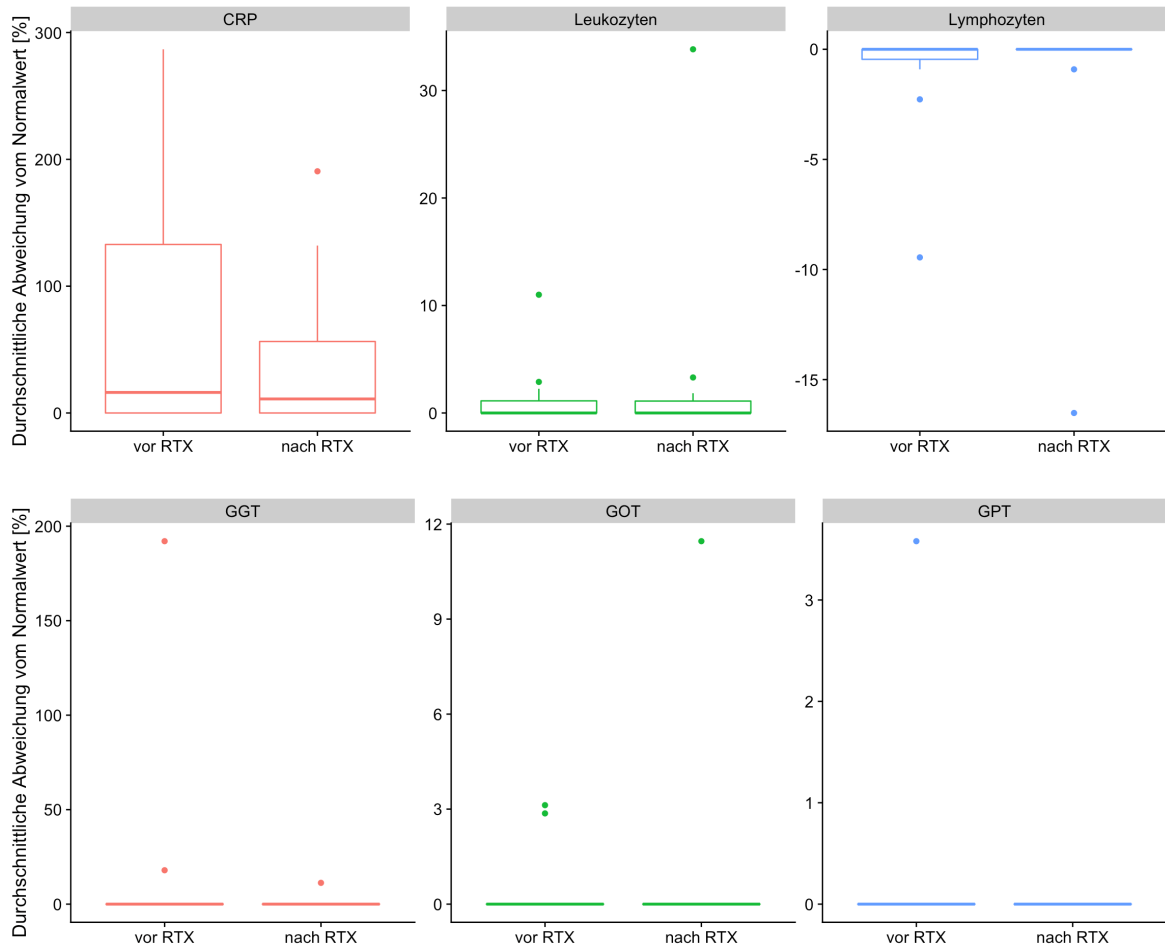 CRP
Leukozyten
Lymphozyten
Durchschnittliche Abweichung vom Normalwert [%]
300
200
100
0
30
20
10
0
0
-5
-10
-15
vor RTX
nach RTX
vor RTX
nach RTX
vor RTX
nach RTX
GGT
GOT
GPT
Durchschnittliche Abweichung vom Normalwert [%]
200
150
100
50
0
12
9
6
3
0
3
2
1
0
vor RTX
nach RTX
vor RTX
nach RTX
vor RTX
nach RTX